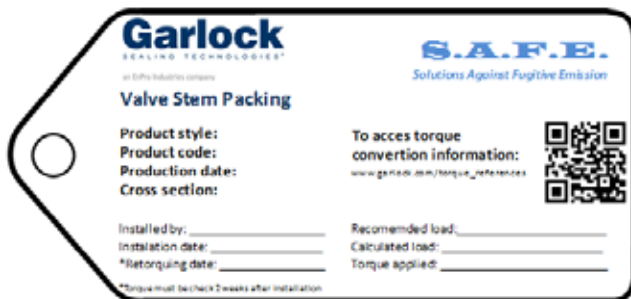 Garlock
SEALING TECHNOLOGIES®
an EnPro Industries company
S.A.F.E.
Solutions Against Fugitive Emission
Valve Stem Packing
Product style:
Product code:
Production date:
Cross section:
To acces torque
convertion information:
www.garlock.com/torque_references
Installed by:
Instalation date:
*Retorquing date:
Recomemded load:
Calculated load:
Torque applied:
*Torque must be check 2 weeks after installation